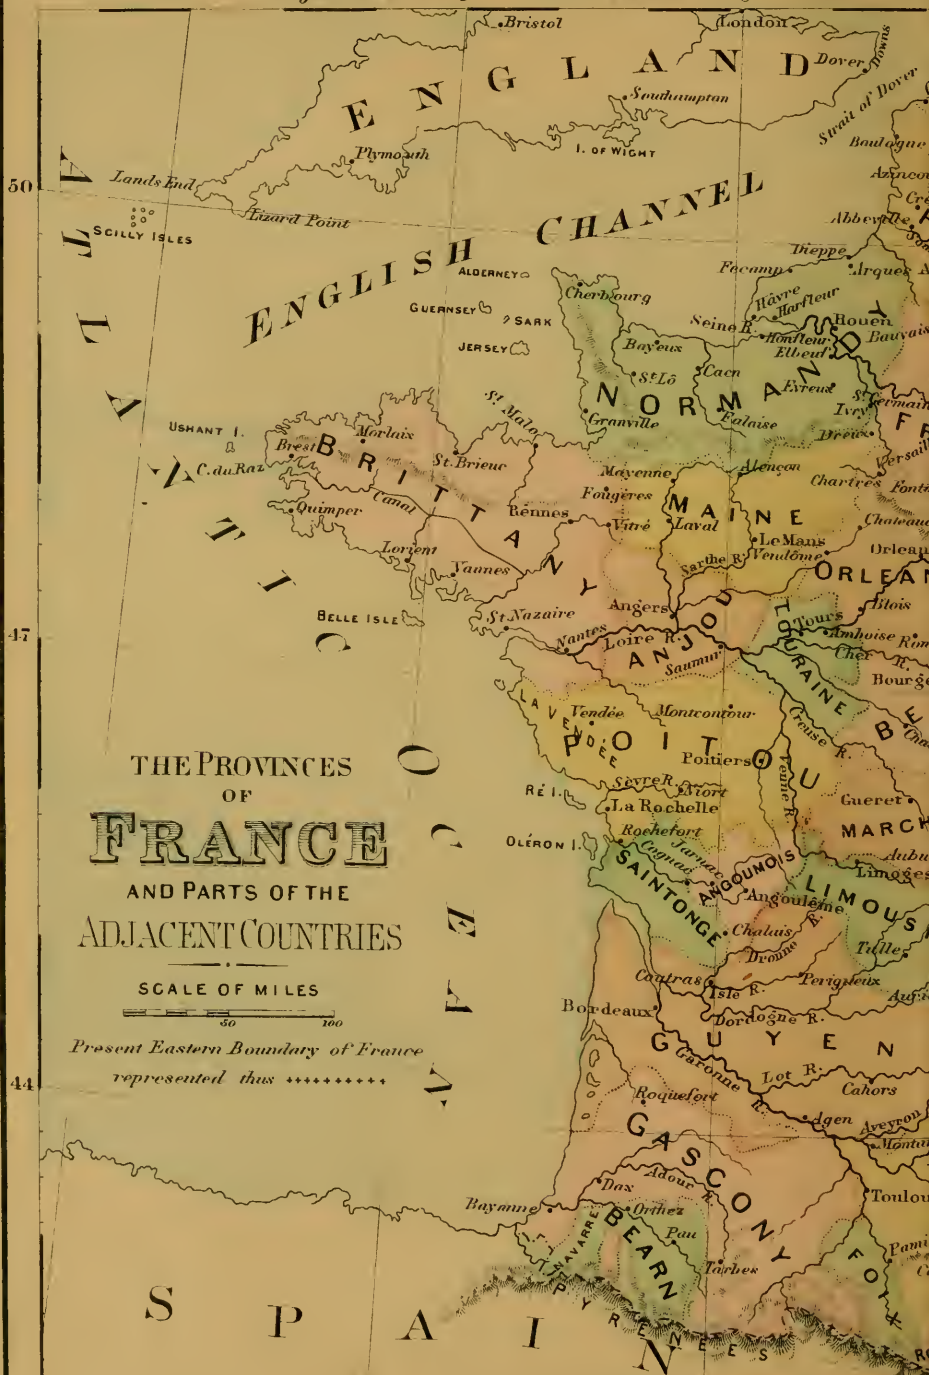 Bristol
London
ENGLAND
Dover
Downs
Southampton
Strait of Dover
I. OF WIGHT
Plymouth
Boulogne
50
Lands End
Lizard Point
SCILLY ISLES
ENGLISH CHANNEL
Abbeville
Dieppe
Fecamp
Arques
ALDERNEY
Cherbourg
GUERNSEY
SARK
JERSEY
Hâvre
Harfleur
Seine R.
Rouen
Honfleur
Elbeuf
Bayeux
Caen
St. Lô
Evreux
NORMANDY
Granville
Falaise
Ivry
Dreux
St. Malo
USHANT I.
Morlaix
Brest
C. du Raz
St. Brieuc
BRITTANY
Mayenne
Alençon
Chartres
Fougères
Quimper
Canal
Rennes
Vitré
MAINE
Laval
Le Mans
Vendôme
Sarthe R.
Lorient
Vannes
Angers
Blois
BELLE ISLE
St. Nazaire
47
Nantes
Loire R.
ANJOU
Saumur
TOURAINE
Tours
Amboise
Cher R.
LA VENDÉE
Vendée
Montcontour
Creuse R.
POITOU
Poitiers
Vienne R.
THE PROVINCES
OF
FRANCE
AND PARTS OF THE
ADJACENT COUNTRIES
SCALE OF MILES
50 100
Present Eastern Boundary of France
represented thus ++++++++++
ATLANTIC OCEAN
Sèvre R.
Niort
RÉ I.
La Rochelle
Gueret
OLÉRON I.
Rochefort
Jarnac
Cognac
ANGOUMOIS
SAINTONGE
Angoulême
Limoges
Chalais
Dronne R.
Tulle
Coutras
Isle R.
Perigueux
Bordeaux
Dordogne R.
Garonne R.
Lot R.
Cahors
44
Roquefort
Agen
Aveyron
GASCONY
Adour R.
Dax
Bayonne
Orthez
NAVARRE
BEARN
Pau
Tarbes
FOIX
PYRENEES
SPAIN